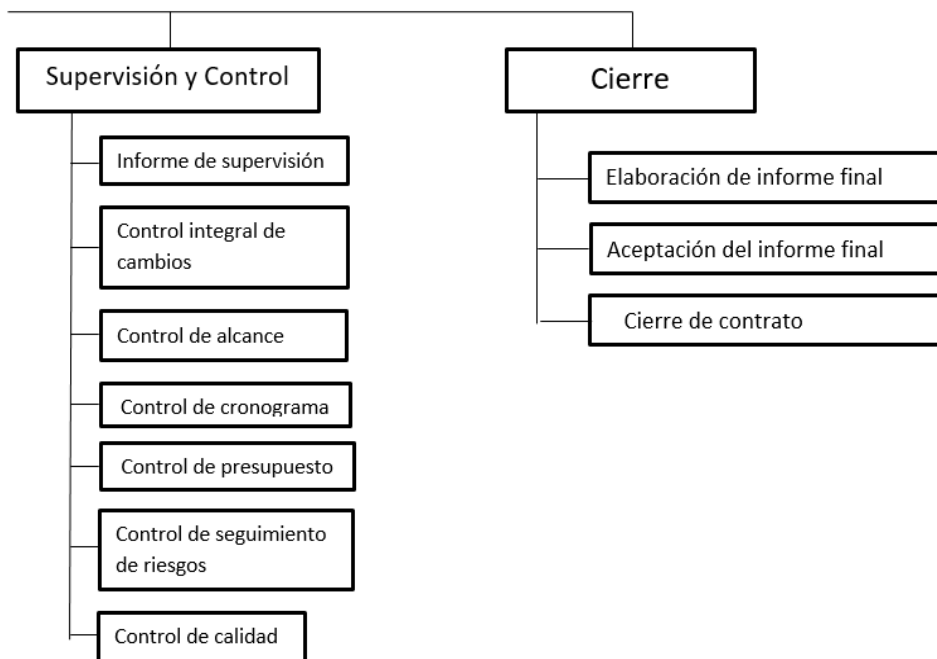 Supervisión y Control
Informe de supervisión
Control integral de
cambios
Control de alcance
Control de cronograma
Control de presupuesto
Control de seguimiento
de riesgos
Control de calidad
Cierre
Elaboración de informe final
Aceptación del informe final
Cierre de contrato